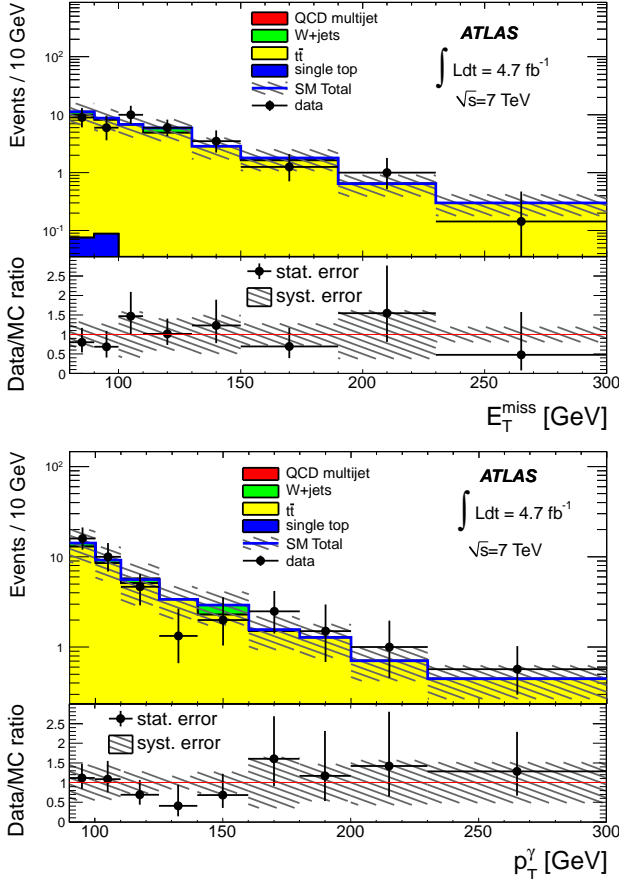 Events / 10 GeV
10²
10
1
10⁻¹
QCD multijet
W+jets
tt̄
single top
SM Total
data
ATLAS
∫ Ldt = 4.7 fb⁻¹
√s=7 TeV
Data/MC ratio
2.5
2
1.5
1
0.5
0
stat. error
syst. error
100 150 200 250 300
E_T^miss [GeV]
Events / 10 GeV
10²
10
1
QCD multijet
W+jets
tt̄
single top
SM Total
data
ATLAS
∫ Ldt = 4.7 fb⁻¹
√s=7 TeV
Data/MC ratio
2.5
2
1.5
1
0.5
0
stat. error
syst. error
100 150 200 250 300
p_T^γ [GeV]